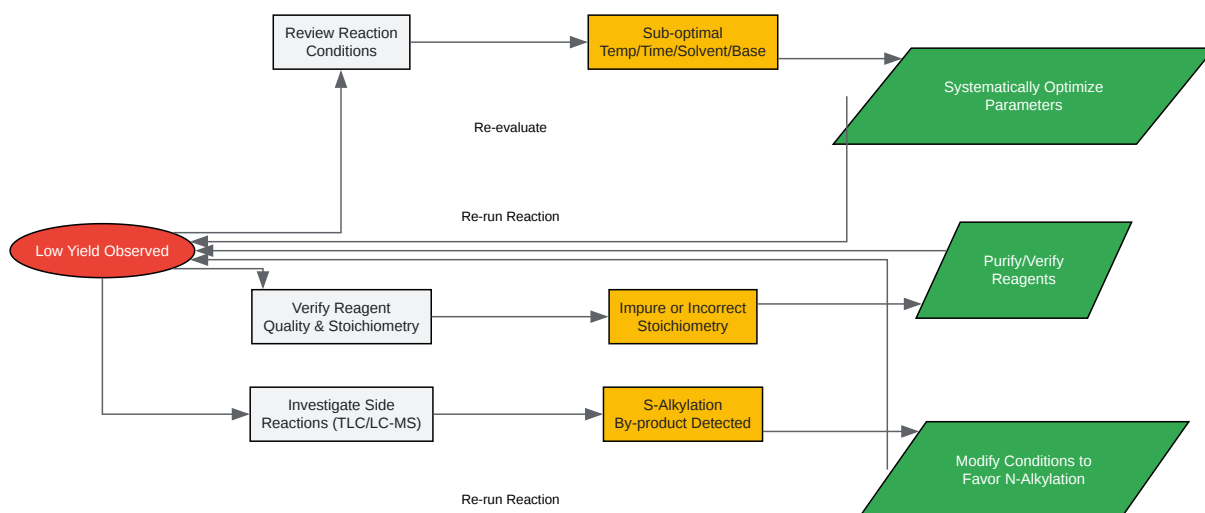 Review Reaction
Conditions
Sub-optimal
Temp/Time/Solvent/Base
Systematically Optimize
Parameters
Re-evaluate
Re-run Reaction
Low Yield Observed
Purify/Verify
Reagents
Verify Reagent
Quality & Stoichiometry
Impure or Incorrect
Stoichiometry
Investigate Side
Reactions (TLC/LC-MS)
S-Alkylation
By-product Detected
Modify Conditions to
Favor N-Alkylation
Re-run Reaction